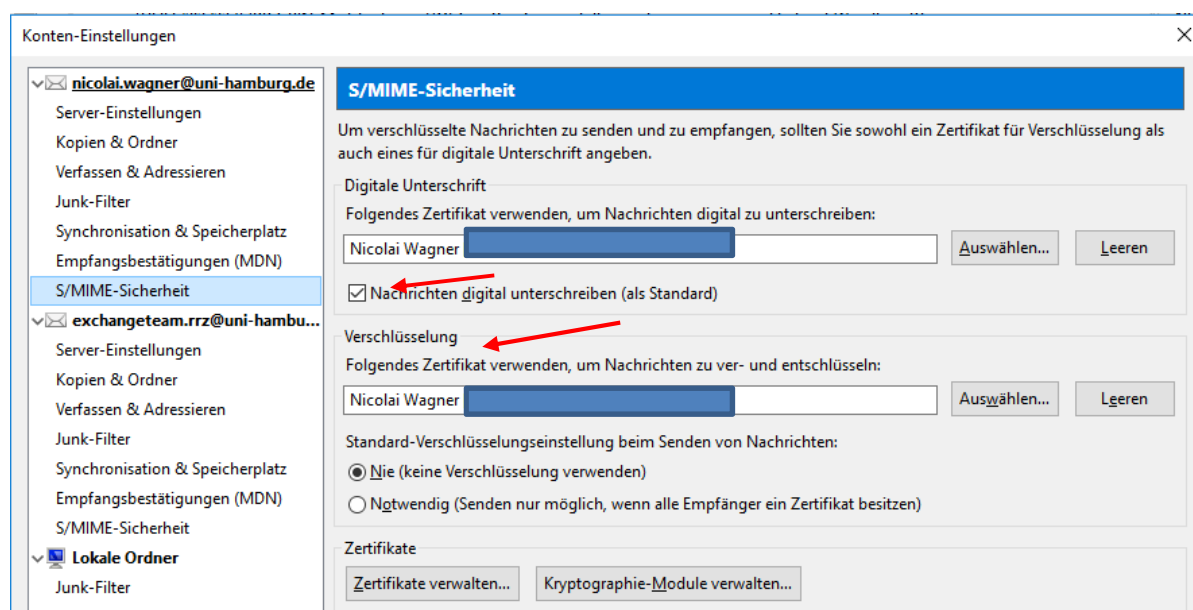 Konten-Einstellungen
nicolai.wagner@uni-hamburg.de
Server-Einstellungen
Kopien & Ordner
Verfassen & Adressieren
Junk-Filter
Synchronisation & Speicherplatz
Empfangsbestätigungen (MDN)
S/MIME-Sicherheit
exchangeteam.rrz@uni-hambu...
Server-Einstellungen
Kopien & Ordner
Verfassen & Adressieren
Junk-Filter
Synchronisation & Speicherplatz
Empfangsbestätigungen (MDN)
S/MIME-Sicherheit
Lokale Ordner
Junk-Filter
S/MIME-Sicherheit
Um verschlüsselte Nachrichten zu senden und zu empfangen, sollten Sie sowohl ein Zertifikat für Verschlüsselung als
auch eines für digitale Unterschrift angeben.
Digitale Unterschrift
Folgendes Zertifikat verwenden, um Nachrichten digital zu unterschreiben:
Nicolai Wagner
Auswählen...
Leeren
Nachrichten digital unterschreiben (als Standard)
Verschlüsselung
Folgendes Zertifikat verwenden, um Nachrichten zu ver- und entschlüsseln:
Nicolai Wagner
Auswählen...
Leeren
Standard-Verschlüsselungseinstellung beim Senden von Nachrichten:
Nie (keine Verschlüsselung verwenden)
Notwendig (Senden nur möglich, wenn alle Empfänger ein Zertifikat besitzen)
Zertifikate
Zertifikate verwalten...
Kryptographie-Module verwalten...